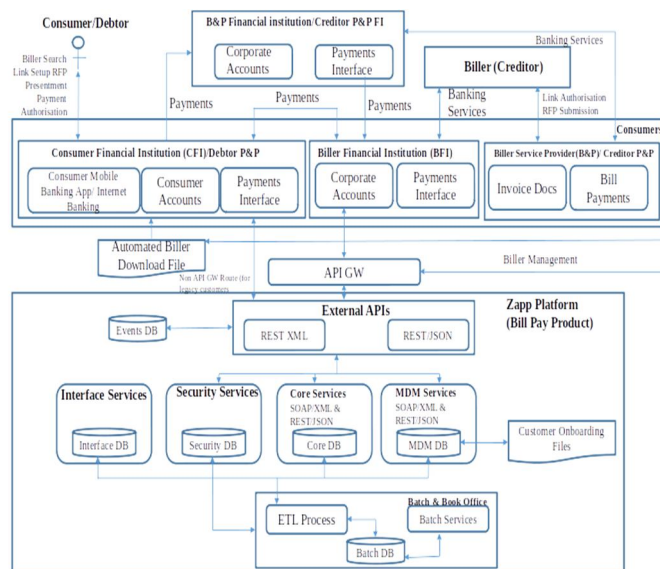 Consumer/Debtor
B&P Financial institution/Creditor P&P FI
Corporate
Accounts
Payments
Interface
Banking Services
Biller (Creditor)
Biller Search
Link Setup RFP
Presentment
Payment
Authorisation
Payments
Payments
Payments
Banking
Services
Link Authorisation
RFP Submission
Consumers
Consumer Financial Institution (CFI)/Debtor P&P
Consumer Mobile
Banking App/ Internet
Banking
Consumer
Accounts
Payments
Interface
Biller Financial Institution (BFI)
Corporate
Accounts
Payments
Interface
Biller Service Provider(B&P)/ Creditor P&P
Invoice Docs
Bill
Payments
Automated Biller
Download File
Non API GW Route (for
legacy customers
API GW
Biller Management
Zapp Platform
(Bill Pay Product)
External APIs
REST XML
REST/JSON
Events DB
Interface Services
Interface DB
Security Services
Security DB
Core Services
SOAP/XML &
REST/JSON
Core DB
MDM Services
SOAP/XML &
REST/JSON
MDM DB
Customer Onboarding
Files
Batch & Book Office
ETL Process
Batch Services
Batch DB